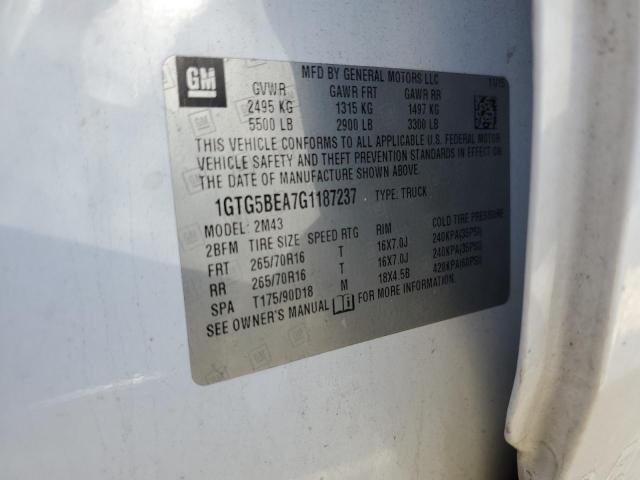 GM
MFD BY GENERAL MOTORS LLC 11/15
GVWR GAWR FRT GAWR RR
2495 KG 1315 KG 1497 KG
5500 LB 2900 LB 3300 LB
THIS VEHICLE CONFORMS TO ALL APPLICABLE U.S. FEDERAL MOTOR
VEHICLE SAFETY AND THEFT PREVENTION STANDARDS IN EFFECT ON
THE DATE OF MANUFACTURE SHOWN ABOVE.
1GTG5BEA7G1187237 TYPE: TRUCK
MODEL: 2M43
2BFM TIRE SIZE SPEED RTG RIM COLD TIRE PRESSURE
FRT 265/70R16 T 16X7.0J 240KPA(35PSI)
RR 265/70R16 T 16X7.0J 240KPA(35PSI)
SPA T175/90D18 M 18X4.5B 420KPA(60PSI)
SEE OWNER'S MANUAL FOR MORE INFORMATION.